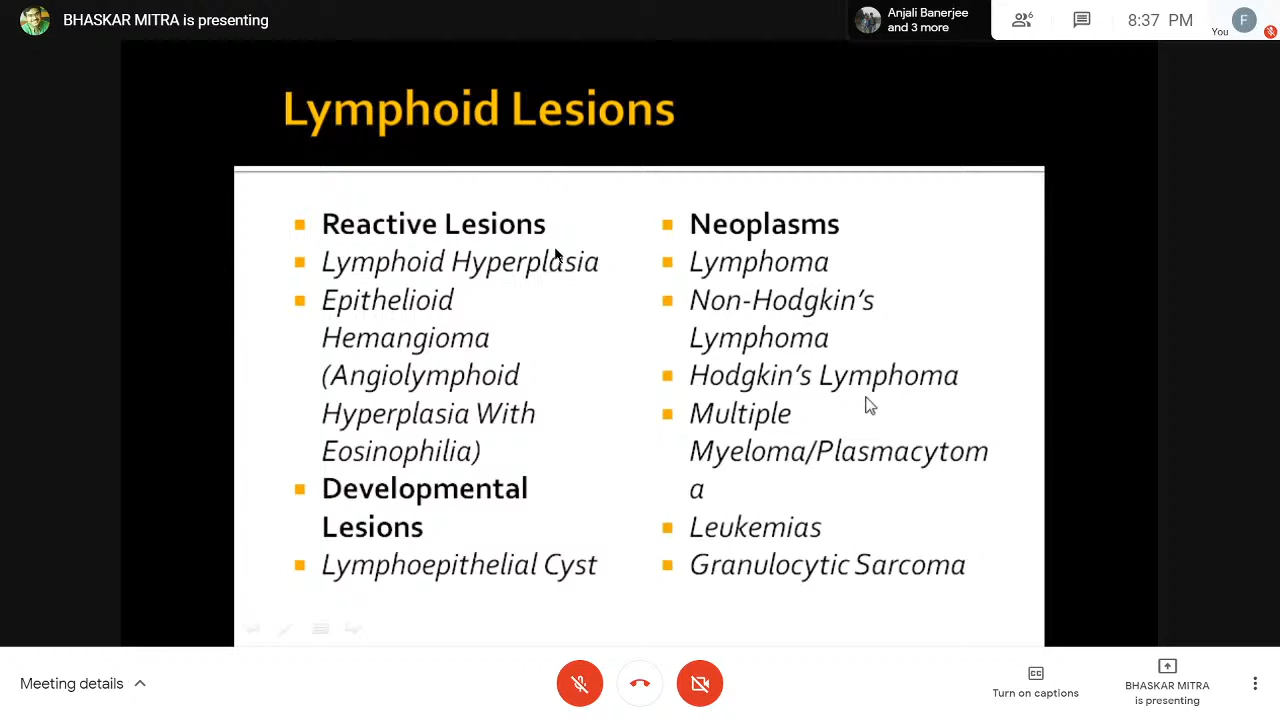 BHASKAR MITRA is presenting
Anjali Banerjee
and 3 more
6
You
8:37 PM
F
Lymphoid Lesions
Reactive Lesions
Lymphoid Hyperplasia
Epithelioid
Hemangioma
(Angiolymphoid
Hyperplasia With
Eosinophilia)
Developmental
Lesions
Lymphoepithelial Cyst
Neoplasms
Lymphoma
Non-Hodgkin's
Lymphoma
Hodgkin's Lymphoma
Multiple
Myeloma/Plasmacytom
a
Leukemias
Granulocytic Sarcoma
Meeting details
CC
Turn on captions
BHASKAR MITRA
is presenting